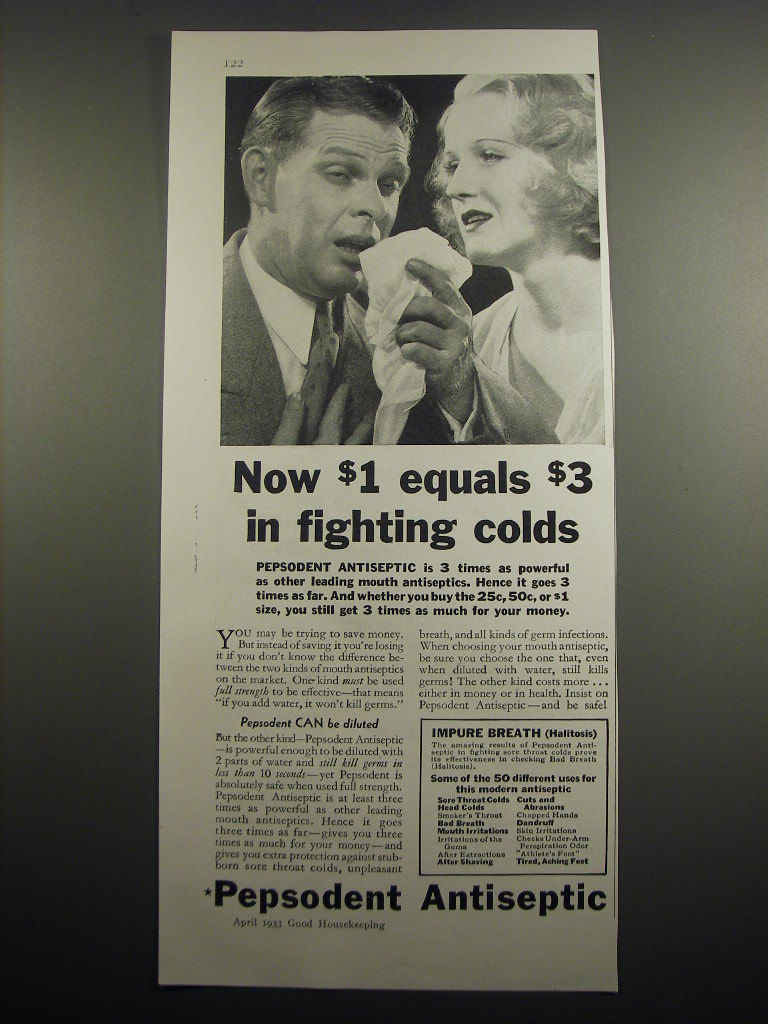 122
Now $1 equals $3
in fighting colds
PEPSODENT ANTISEPTIC is 3 times as powerful
as other leading mouth antiseptics. Hence it goes 3
times as far. And whether you buy the 25c, 50c, or $1
size, you still get 3 times as much for your money.
YOU may be trying to save money.
But instead of saving it you're losing
it if you don't know the difference be-
tween the two kinds of mouth antiseptics
on the market. One kind must be used
full strength to be effective—that means
"if you add water, it won't kill germs."
Pepsodent CAN be diluted
But the other kind—Pepsodent Antiseptic
—is powerful enough to be diluted with
2 parts of water and still kill germs in
less than 10 seconds—yet Pepsodent is
absolutely safe when used full strength.
Pepsodent Antiseptic is at least three
times as powerful as other leading
mouth antiseptics. Hence it goes
three times as far—gives you three
times as much for your money—and
gives you extra protection against stub-
born sore throat colds, unpleasant
breath, and all kinds of germ infections.
When choosing your mouth antiseptic,
be sure you choose the one that, even
when diluted with water, still kills
germs! The other kind costs more ...
either in money or in health. Insist on
Pepsodent Antiseptic—and be safe!
IMPURE BREATH (Halitosis)
The amazing results of Pepsodent Anti-
septic in fighting sore throat colds prove
its effectiveness in checking Bad Breath
(Halitosis).
Some of the 50 different uses for
this modern antiseptic
Sore Throat Colds
Head Colds
Smoker's Throat
Bad Breath
Mouth Irritations
Irritations of the
Gums
After Extractions
After Shaving
Cuts and
Abrasions
Chapped Hands
Dandruff
Skin Irritations
Checks Under-Arm
Perspiration Odor
"Athlete's Foot"
Tired, Aching Feet
*Pepsodent Antiseptic
April 1933 Good Housekeeping